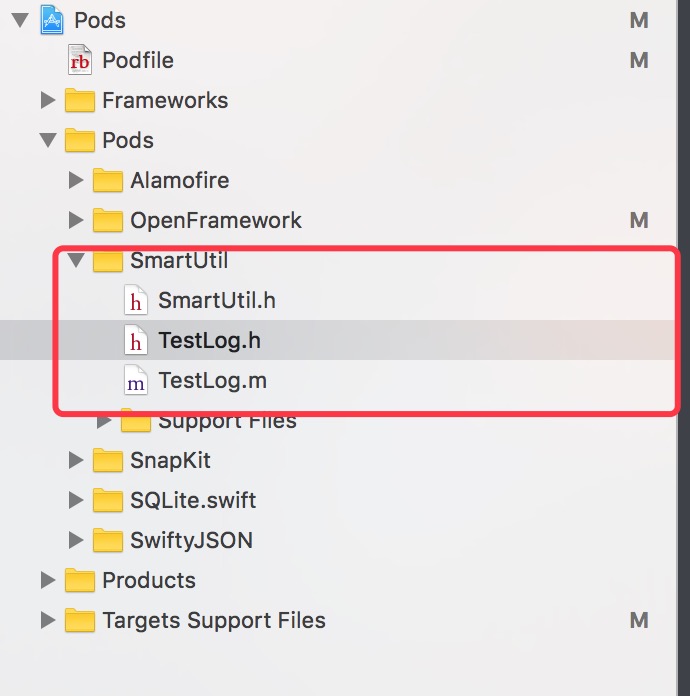 Pods M
rb Podfile M
Frameworks
Pods
Alamofire
OpenFramework M
SmartUtil
h SmartUtil.h
h TestLog.h
m TestLog.m
Support Files
SnapKit
SQLite.swift
SwiftyJSON
Products
Targets Support Files M